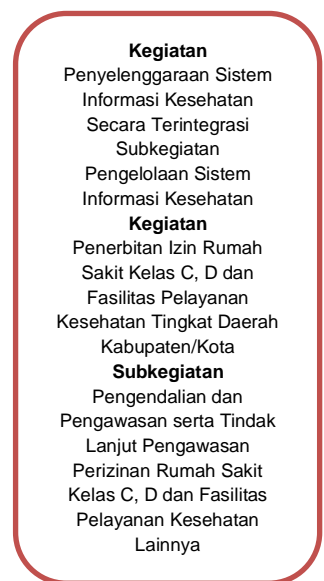 Kegiatan
Penyelenggaraan Sistem
Informasi Kesehatan
Secara Terintegrasi
Subkegiatan
Pengelolaan Sistem
Informasi Kesehatan
Kegiatan
Penerbitan Izin Rumah
Sakit Kelas C, D dan
Fasilitas Pelayanan
Kesehatan Tingkat Daerah
Kabupaten/Kota
Subkegiatan
Pengendalian dan
Pengawasan serta Tindak
Lanjut Pengawasan
Perizinan Rumah Sakit
Kelas C, D dan Fasilitas
Pelayanan Kesehatan
Lainnya